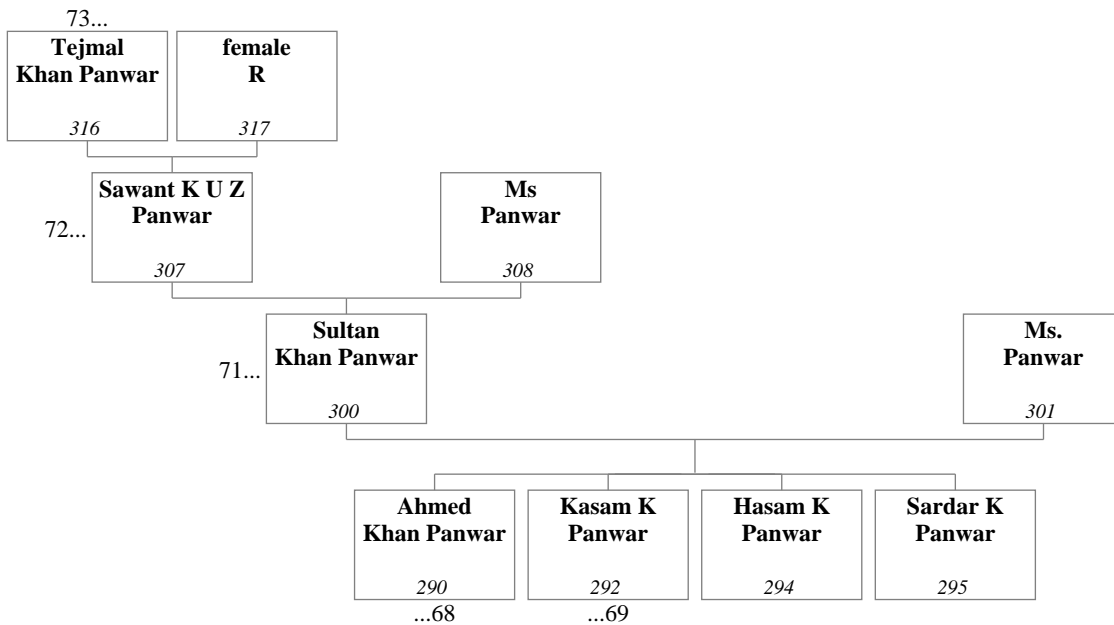 73...
Tejmal
Khan Panwar
316
female
R
317
72...
Sawant K U Z
Panwar
307
Ms
Panwar
308
71...
Sultan
Khan Panwar
300
Ms.
Panwar
301
Ahmed
Khan Panwar
290
...68
Kasam K
Panwar
292
...69
Hasam K
Panwar
294
Sardar K
Panwar
295